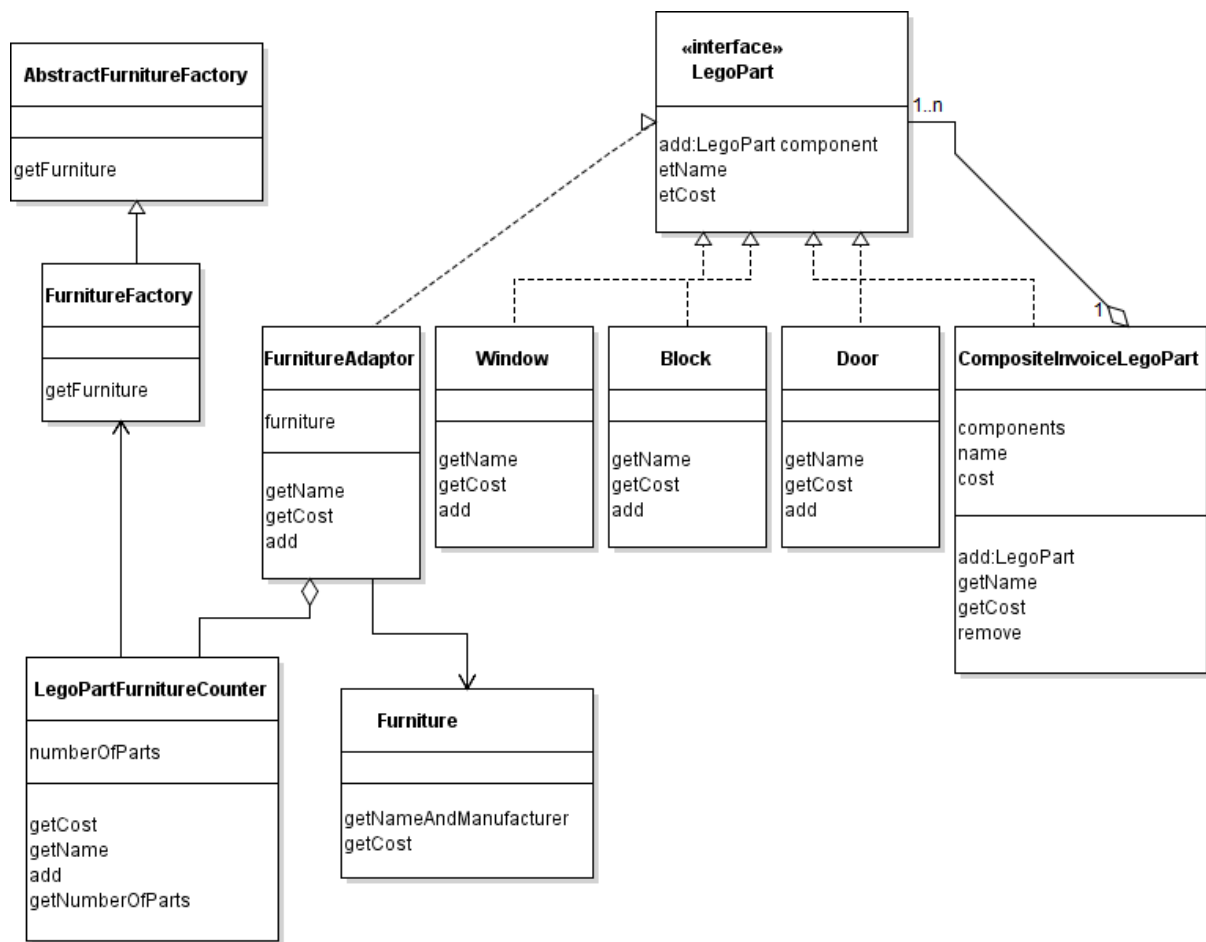 AbstractFurnitureFactory
getFurniture
FurnitureFactory
getFurniture
«interface»
LegoPart
add:LegoPart component
etName
etCost
1..n
1
FurnitureAdaptor
furniture
getName
getCost
add
Window
getName
getCost
add
Block
getName
getCost
add
Door
getName
getCost
add
CompositeInvoiceLegoPart
components
name
cost
add:LegoPart
getName
getCost
remove
LegoPartFurnitureCounter
numberOfParts
getCost
getName
add
getNumberOfParts
Furniture
getNameAndManufacturer
getCost